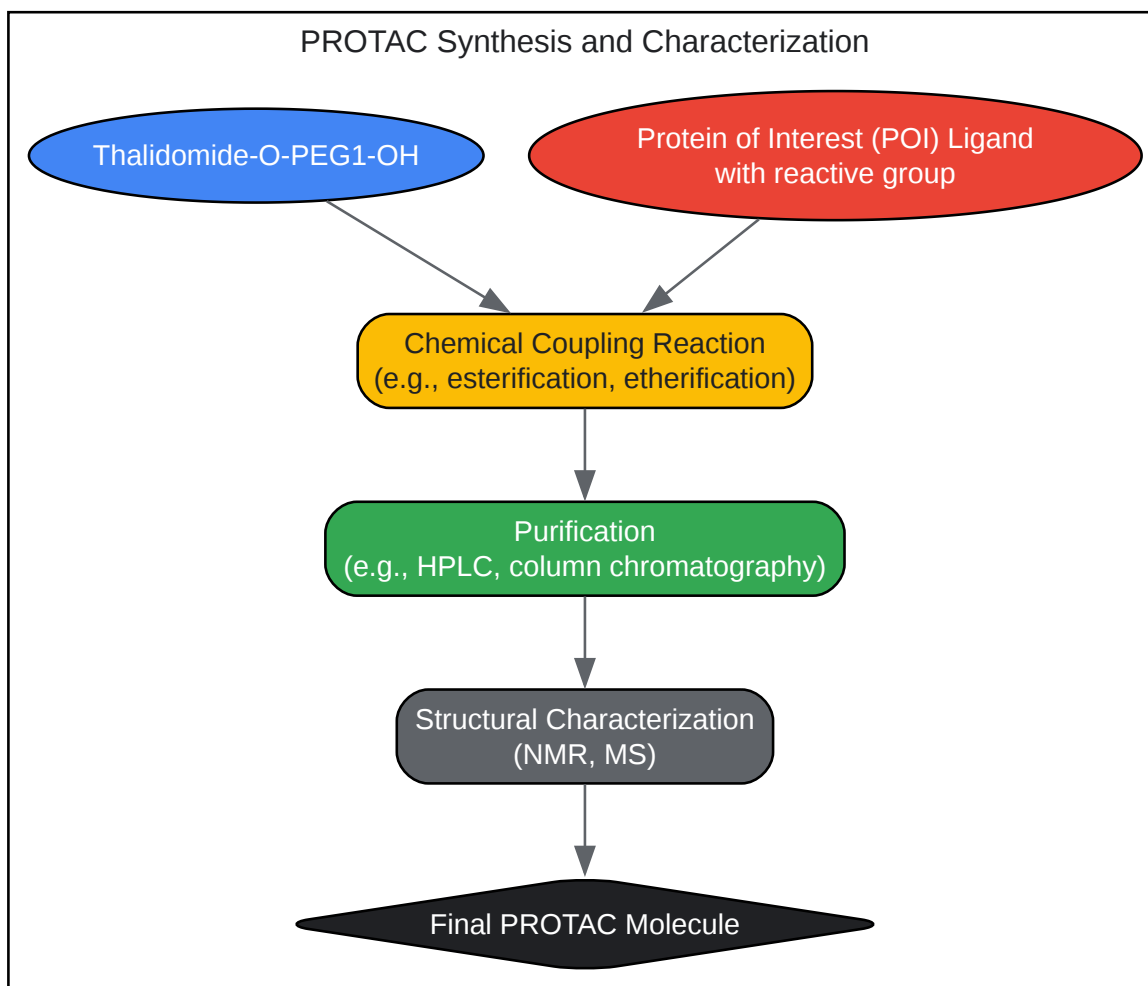 PROTAC Synthesis and Characterization
Thalidomide-O-PEG1-OH
Protein of Interest (POI) Ligand
with reactive group
Chemical Coupling Reaction
(e.g., esterification, etherification)
Purification
(e.g., HPLC, column chromatography)
Structural Characterization
(NMR, MS)
Final PROTAC Molecule